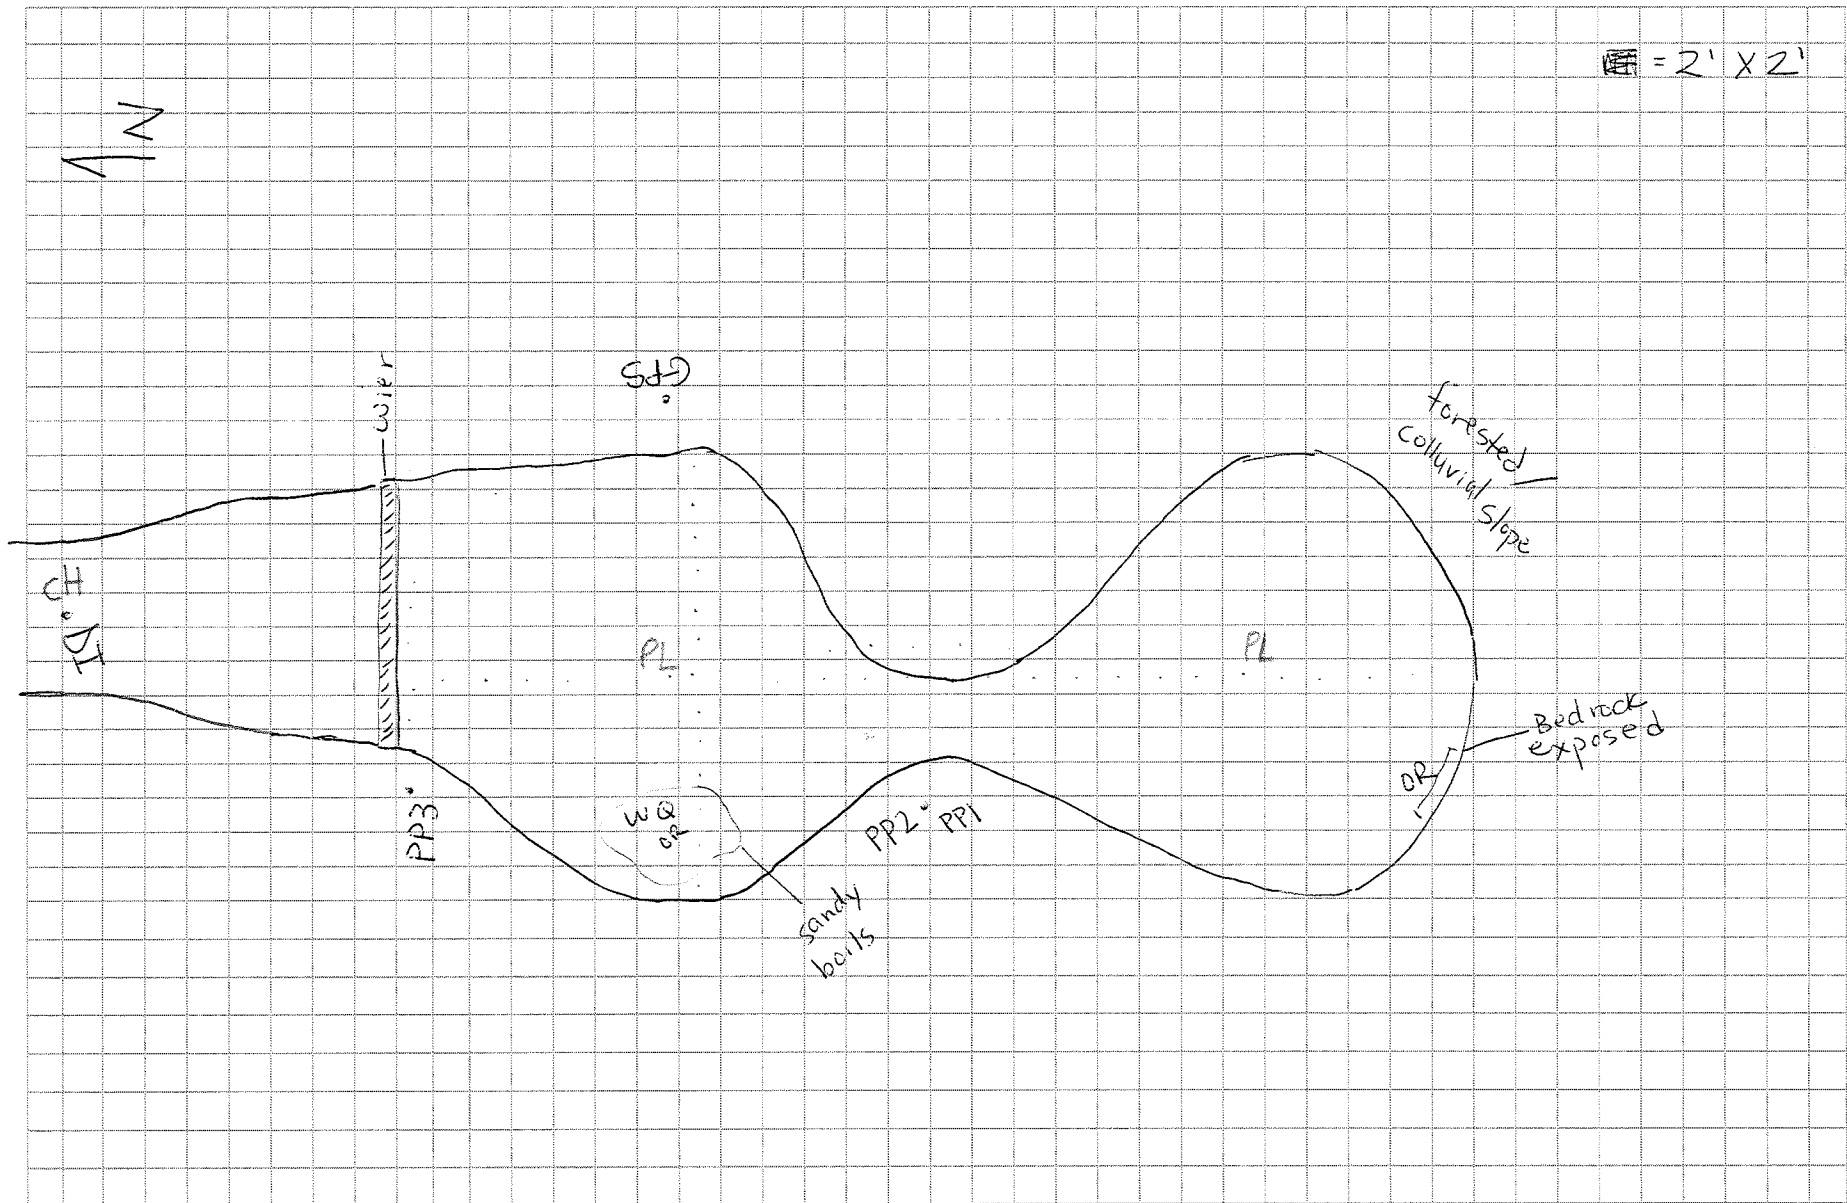 = 2' X 2'
N
Wier
GPS
forested
colluvial
slope
CH
DI
PL
PL
Bedrock
exposed
OR
PP3
WQ
OR
PP2
PP1
sandy
boils